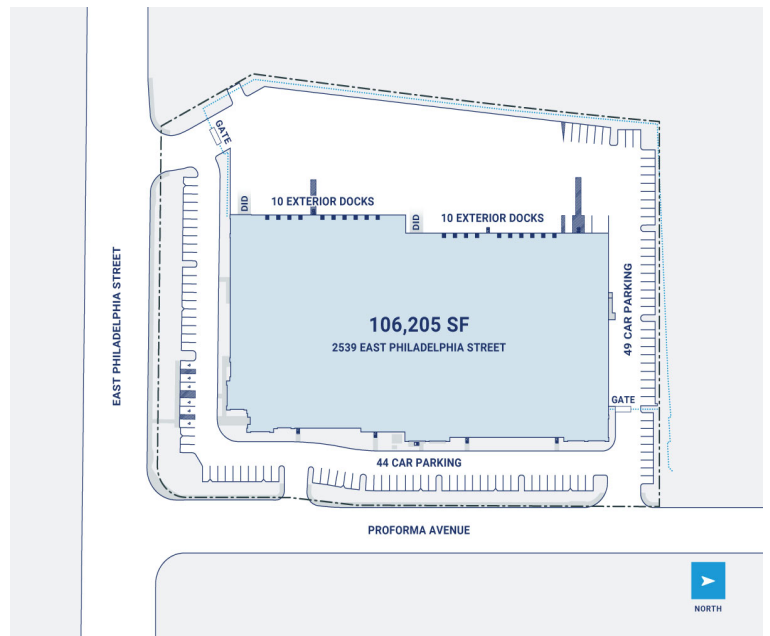 GATE
DID
10 EXTERIOR DOCKS
DID
10 EXTERIOR DOCKS
EAST PHILADELPHIA STREET
106,205 SF
2539 EAST PHILADELPHIA STREET
49 CAR PARKING
GATE
44 CAR PARKING
PROFORMA AVENUE
NORTH